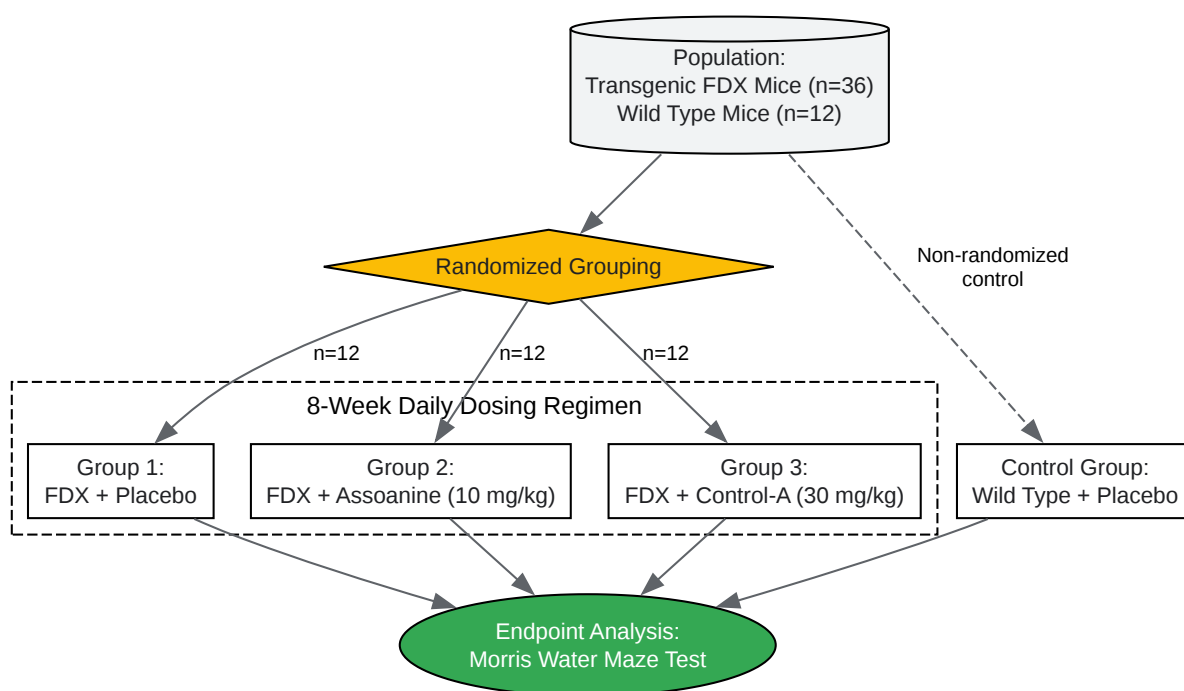 Population:
Transgenic FDX Mice (n=36)
Wild Type Mice (n=12)
Randomized Grouping
Non-randomized
control
n=12
n=12
n=12
8-Week Daily Dosing Regimen
Group 1:
FDX + Placebo
Group 2:
FDX + Assoanine (10 mg/kg)
Group 3:
FDX + Control-A (30 mg/kg)
Control Group:
Wild Type + Placebo
Endpoint Analysis:
Morris Water Maze Test